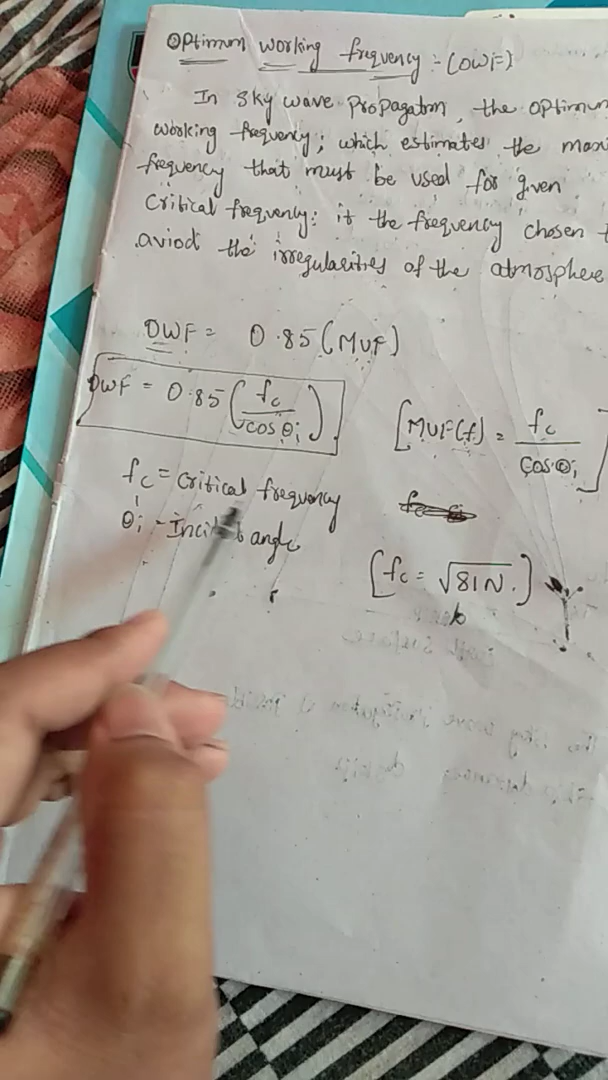 Optimum working frequency :- (OWF)
In sky wave propagatm, the optimum
working frequency; which estimates the maxi
frequency that must be used for given
critical frequency: it the frequency chosen t
aviod the irregularities of the atmosphere
OWF = 0.85 (MUF)
OWF = 0.85 (fc / cos θi)
[MUF(f) = fc / cos θi]
fc = critical frequency
θi = angle
[fc = √81N.]